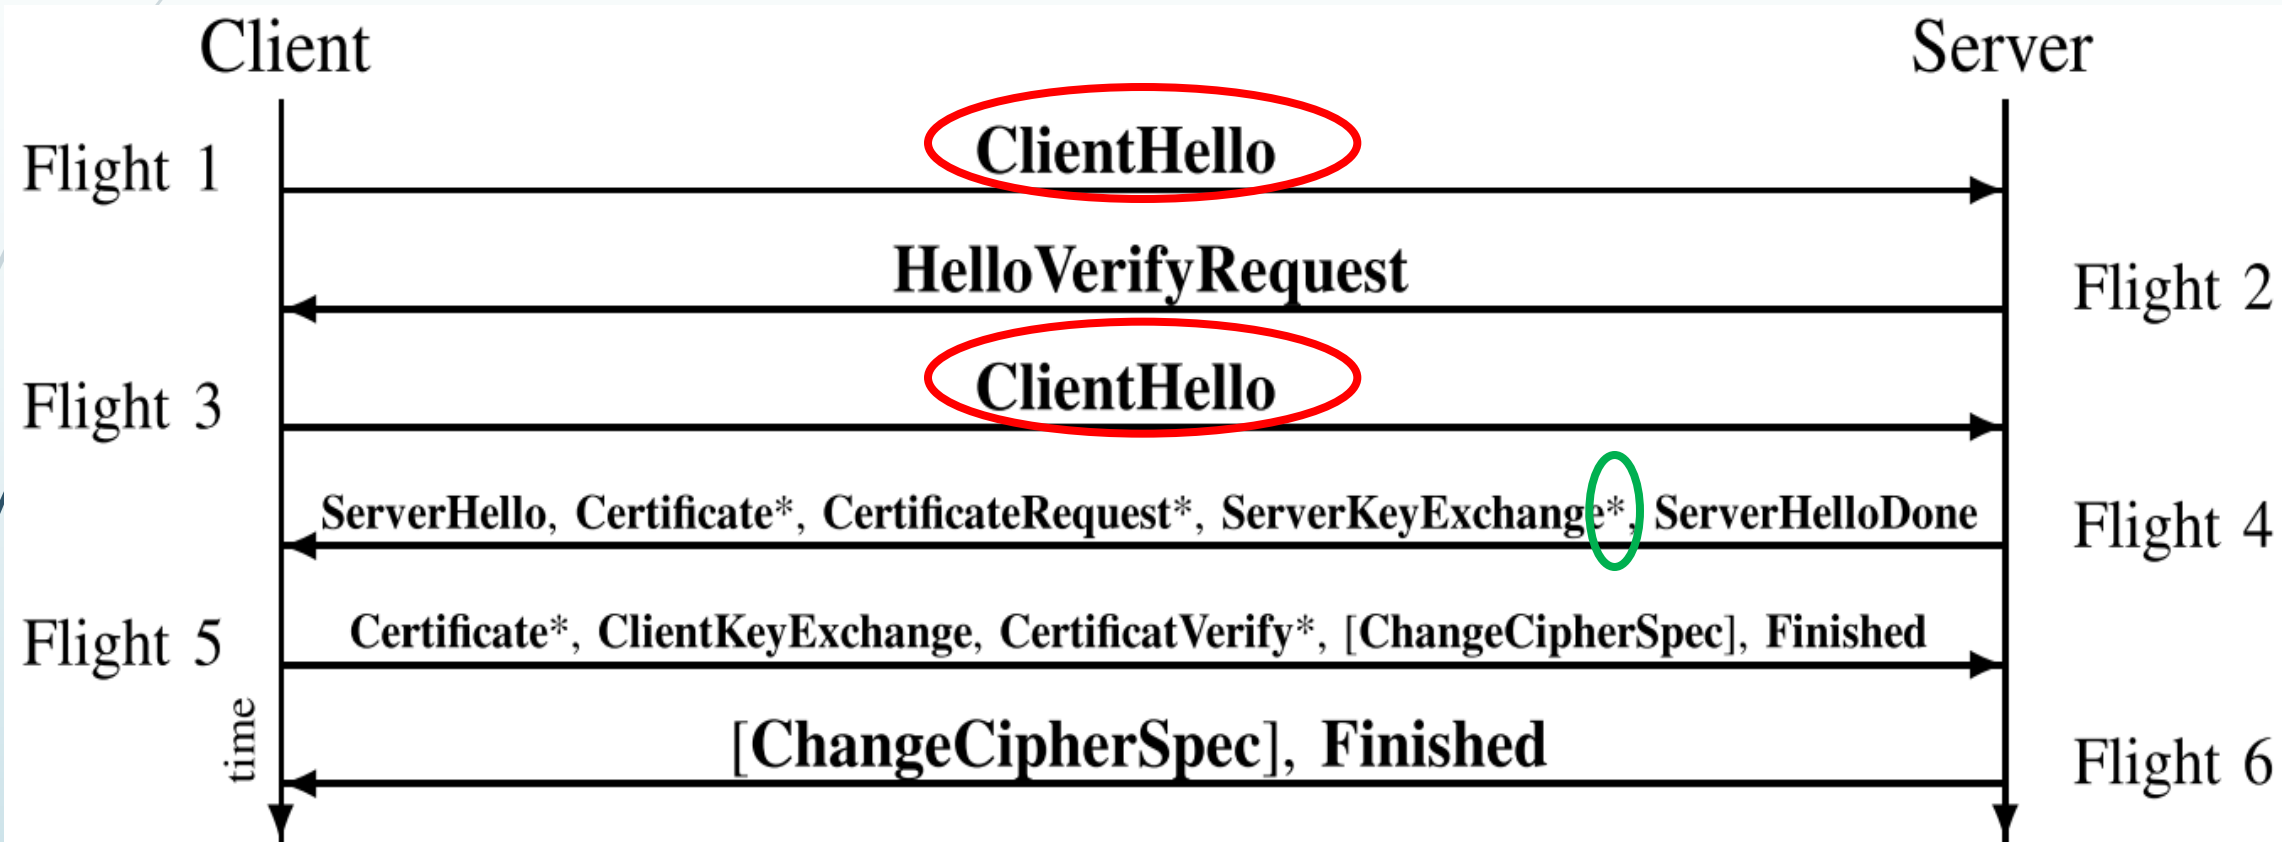 Client Server
Flight 1 ClientHello
HelloVerifyRequest Flight 2
Flight 3 ClientHello
ServerHello, Certificate*, CertificateRequest*, ServerKeyExchange*, ServerHelloDone Flight 4
Flight 5 Certificate*, ClientKeyExchange, CertificatVerify*, [ChangeCipherSpec], Finished
time
[ChangeCipherSpec], Finished Flight 6